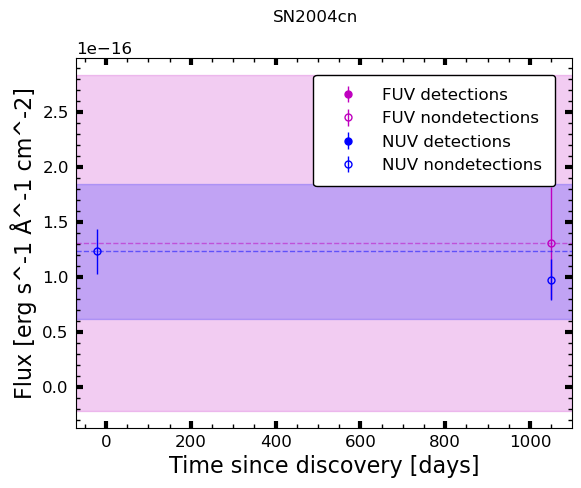 SN2004cn
1e−16
FUV detections
FUV nondetections
NUV detections
NUV nondetections
Flux [erg s^-1 Å^-1 cm^-2]
2.5
2.0
1.5
1.0
0.5
0.0
0 200 400 600 800 1000
Time since discovery [days]